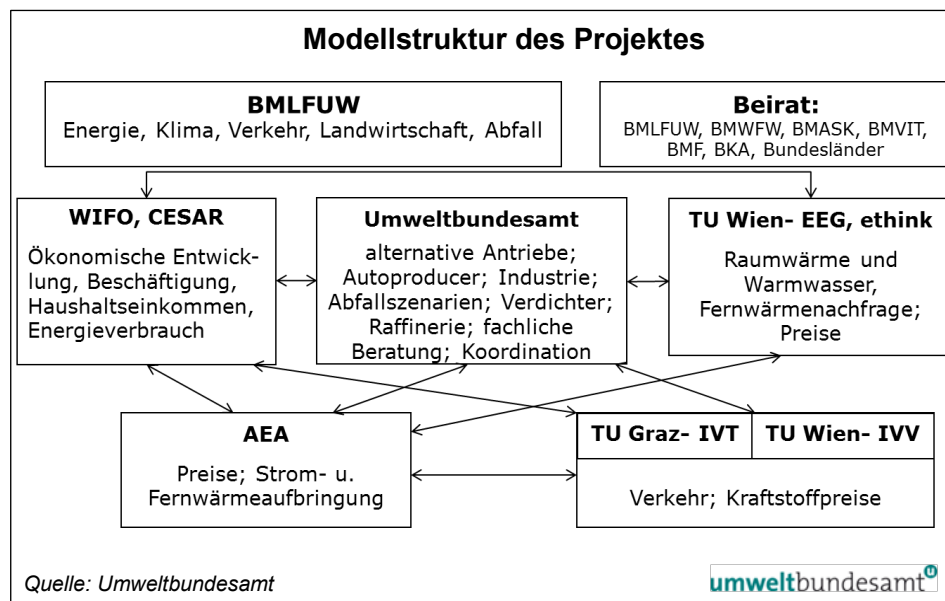 Modellstruktur des Projektes
BMLFUW
Energie, Klima, Verkehr, Landwirtschaft, Abfall
Beirat:
BMLFUW, BMWFW, BMASK, BMVIT,
BMF, BKA, Bundesländer
WIFO, CESAR
Ökonomische Entwick-
lung, Beschäftigung,
Haushaltseinkommen,
Energieverbrauch
Umweltbundesamt
alternative Antriebe;
Autoproducer; Industrie;
Abfallszenarien; Verdichter;
Raffinerie; fachliche
Beratung; Koordination
TU Wien- EEG, ethink
Raumwärme und
Warmwasser,
Fernwärmenachfrage;
Preise
AEA
Preise; Strom- u.
Fernwärmeaufbringung
TU Graz- IVT
TU Wien- IVV
Verkehr; Kraftstoffpreise
Quelle: Umweltbundesamt
umweltbundesamt